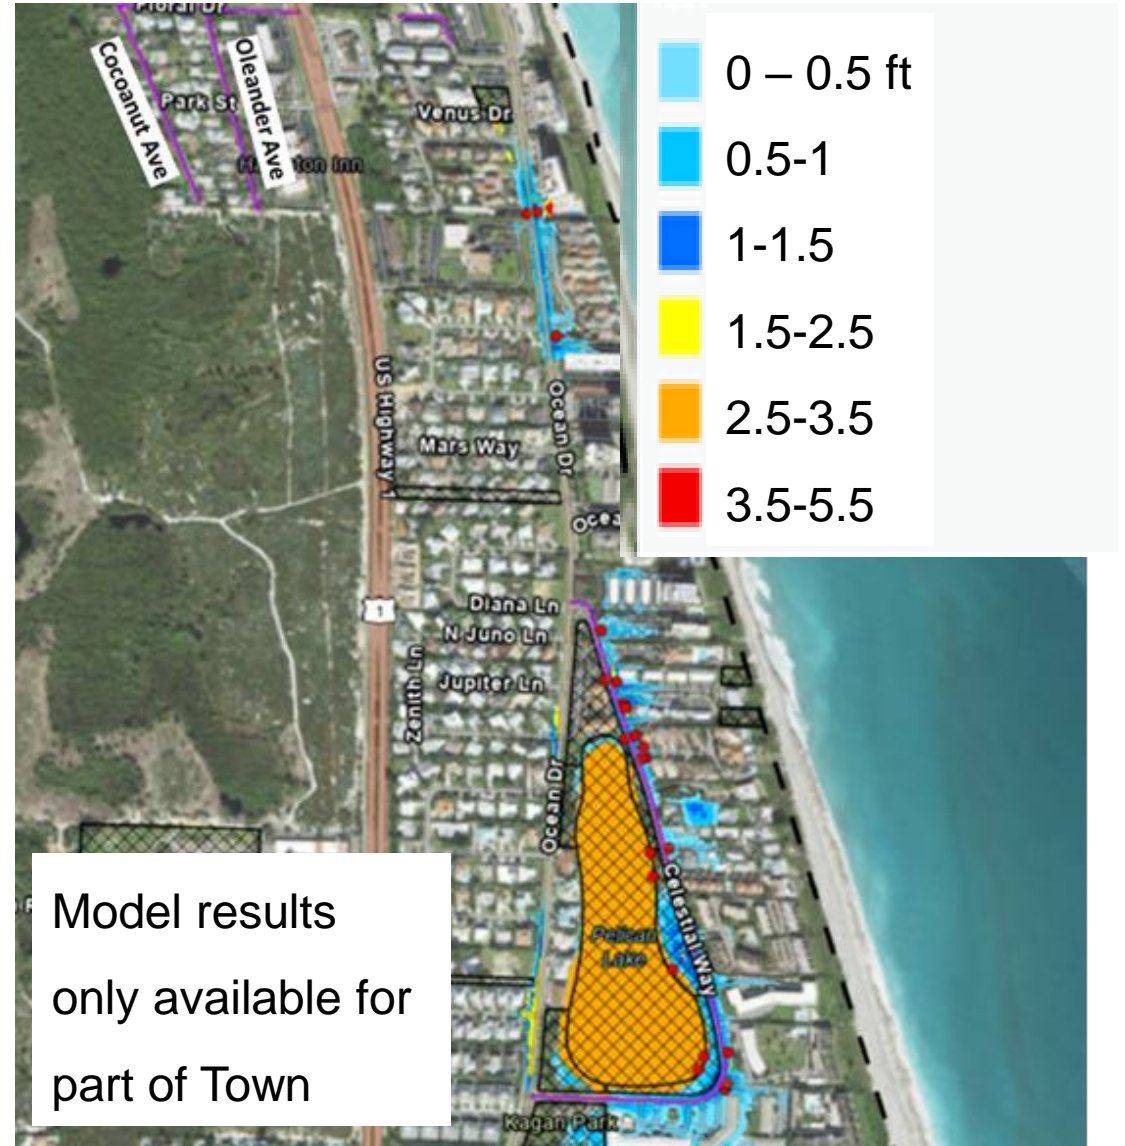 Floral Dr
Cocoanut Ave
Oleander Ave
Park St
Venus Dr
0 – 0.5 ft
0.5-1
1-1.5
1.5-2.5
2.5-3.5
3.5-5.5
US Highway 1
Ocean Dr
Mars Way
Diana Ln
1
N Juno Ln
Zenith Ln
Jupiter Ln
Ocean Dr
Celestial Way
Pelican
Lake
Model results
only available for
part of Town
Kagan Park